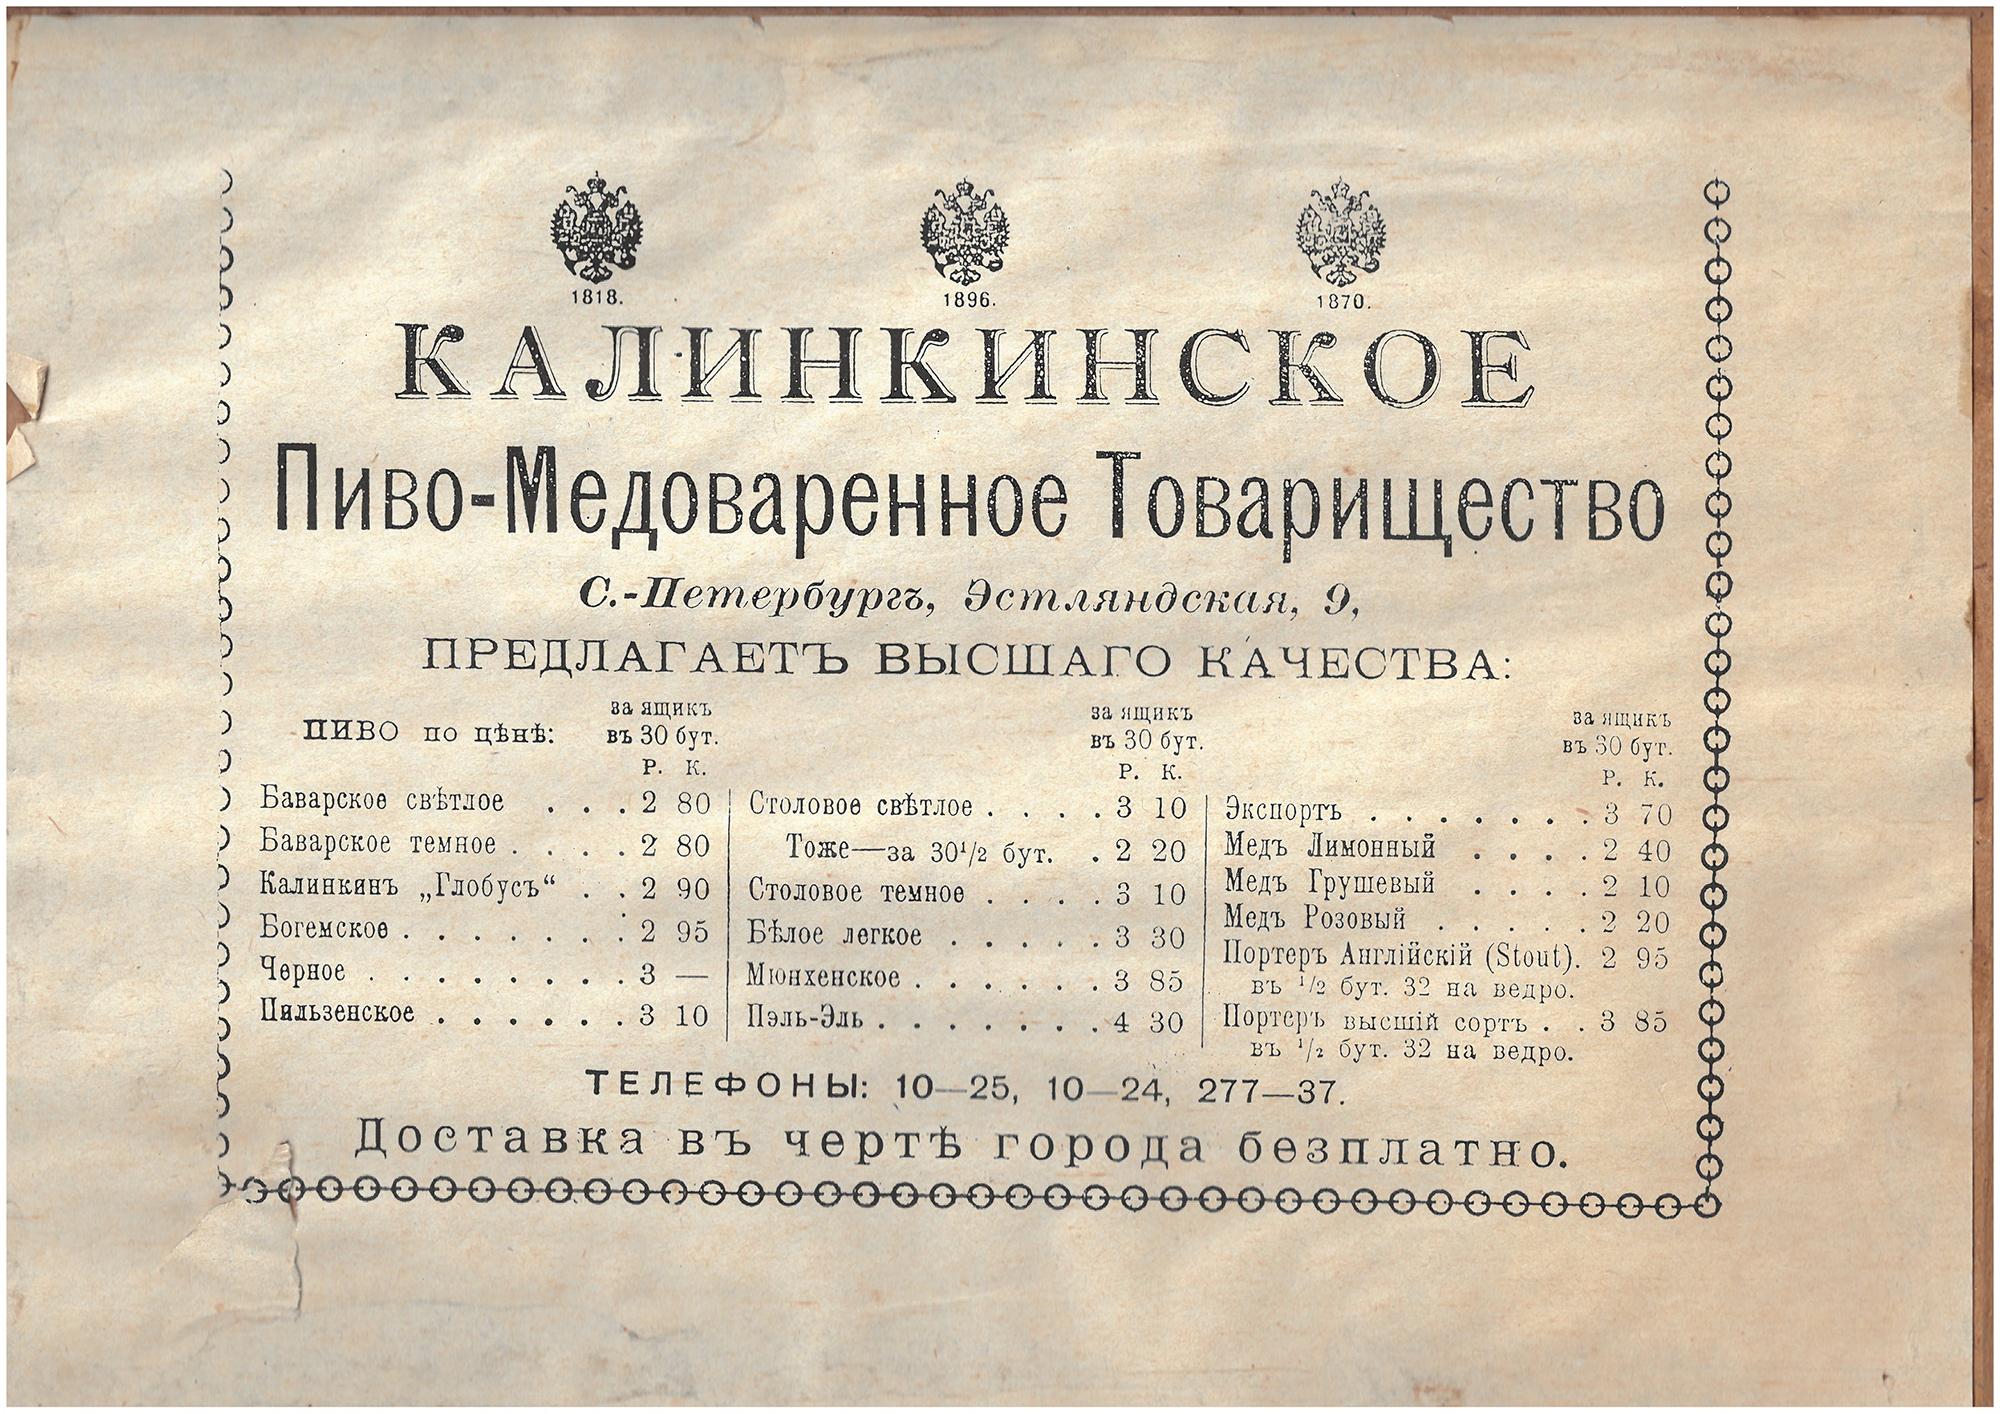 1818. 1896. 1870.
КАЛИНКИНСКОЕ
Пиво-Медоваренное Товарищество
С.-Петербургъ, Эстляндская, 9,
ПРЕДЛАГАЕТЪ ВЫСШАГО КАЧЕСТВА:
ПИВО по цѣнѣ:
за ящикъ
въ 30 бут.
Р. К.
Баварское свѣтлое . . . 2 80
Баварское темное . . . . 2 80
Калинкинъ „Глобусъ“ . . 2 90
Богемское . . . . . . . 2 95
Черное . . . . . . . . 3 —
Пильзенское . . . . . . 3 10
за ящикъ
въ 30 бут.
Р. К.
Столовое свѣтлое . . . . 3 10
Тоже—за 30 1/2 бут. . 2 20
Столовое темное . . . . 3 10
Бѣлое легкое . . . . . 3 30
Мюнхенское . . . . . . 3 85
Пэль-Эль . . . . . . . 4 30
за ящикъ
въ 30 бут.
Р. К.
Экспортъ . . . . . . . 3 70
Медъ Лимонный . . . . 2 40
Медъ Грушевый . . . . 2 10
Медъ Розовый . . . . . 2 20
Портеръ Англійскій (Stout). 2 95
въ 1/2 бут. 32 на ведро.
Портеръ высшій сортъ . . 3 85
въ 1/2 бут. 32 на ведро.
ТЕЛЕФОНЫ: 10—25, 10—24, 277—37.
Доставка въ чертѣ города безплатно.